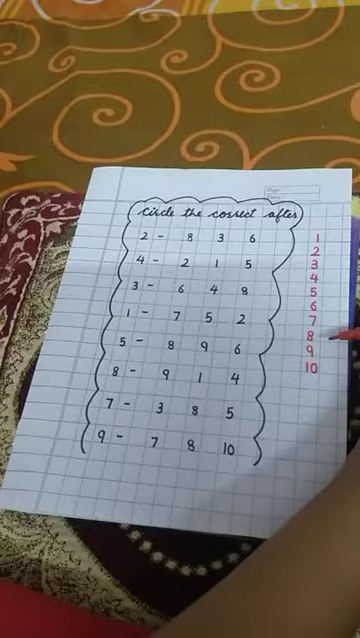 Page:
circle the correct after
2 - 8 3 6
4 - 2 1 5
3 - 6 4 8
1 - 7 5 2
5 - 8 9 6
8 - 9 1 4
7 - 3 8 5
9 - 7 8 10
1
2
3
4
5
6
7
8
9
10